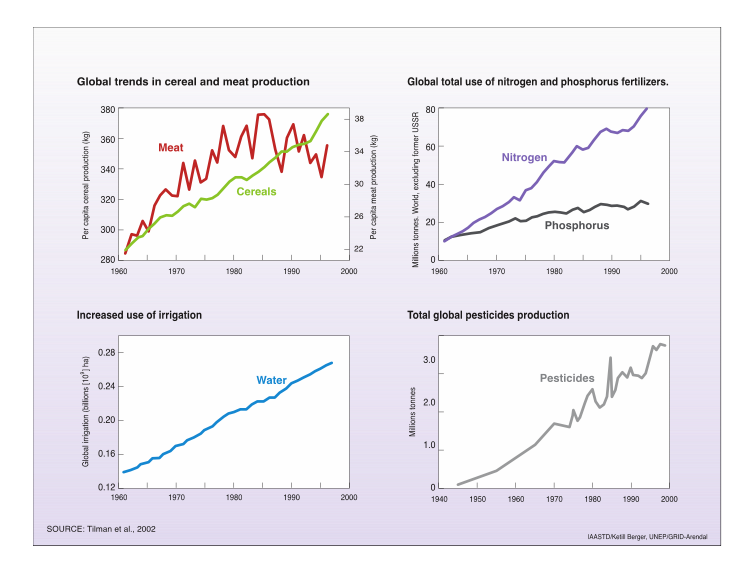 Global trends in cereal and meat production
Per capita cereal production (kg)
380
360
340
320
300
280
Meat
Cereals
38
34
30
26
22
Per capita meat production (kg)
1960 1970 1980 1990 2000
Global total use of nitrogen and phosphorus fertilizers.
Millions tonnes. World, excluding former USSR
80
60
40
20
0
Nitrogen
Phosphorus
1960 1970 1980 1990 2000
Increased use of irrigation
Global irrigation (billions [10⁹] ha)
0.28
0.24
0.20
0.16
0.12
Water
1960 1970 1980 1990 2000
Total global pesticides production
Millions tonnes
3.0
2.0
1.0
0
Pesticides
1940 1950 1960 1970 1980 1990 2000
SOURCE: Tilman et al., 2002
IAASTD/Ketill Berger, UNEP/GRID-Arendal